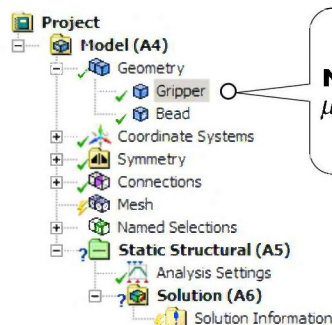 Project
Model (A4)
Geometry
Gripper
Bead
Coordinate Systems
Symmetry
Connections
Mesh
Named Selections
Static Structural (A5)
Analysis Settings
Solution (A6)
Solution Information
μ